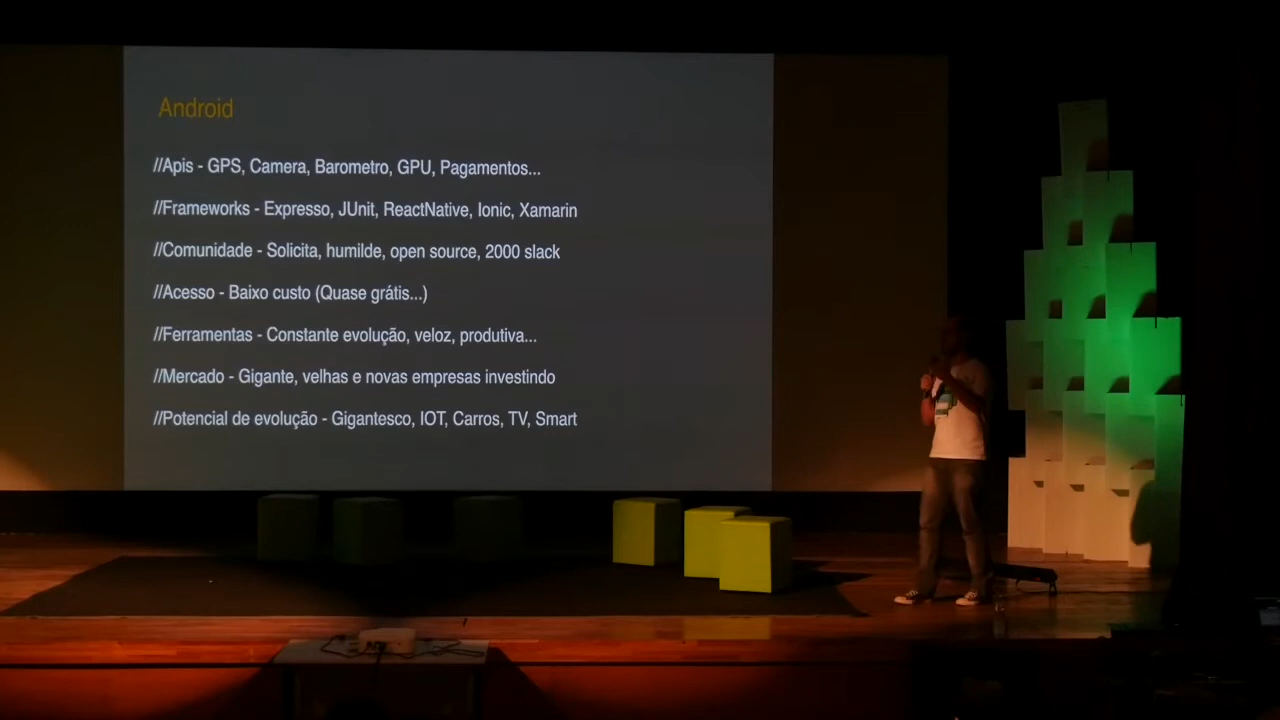 Android
//Apis - GPS, Camera, Barometro, GPU, Pagamentos...
//Frameworks - Expresso, JUnit, ReactNative, Ionic, Xamarin
//Comunidade - Solicita, humilde, open source, 2000 slack
//Acesso - Baixo custo (Quase grátis...)
//Ferramentas - Constante evolução, veloz, produtiva...
//Mercado - Gigante, velhas e novas empresas investindo
//Potencial de evolução - Gigantesco, IOT, Carros, TV, Smart